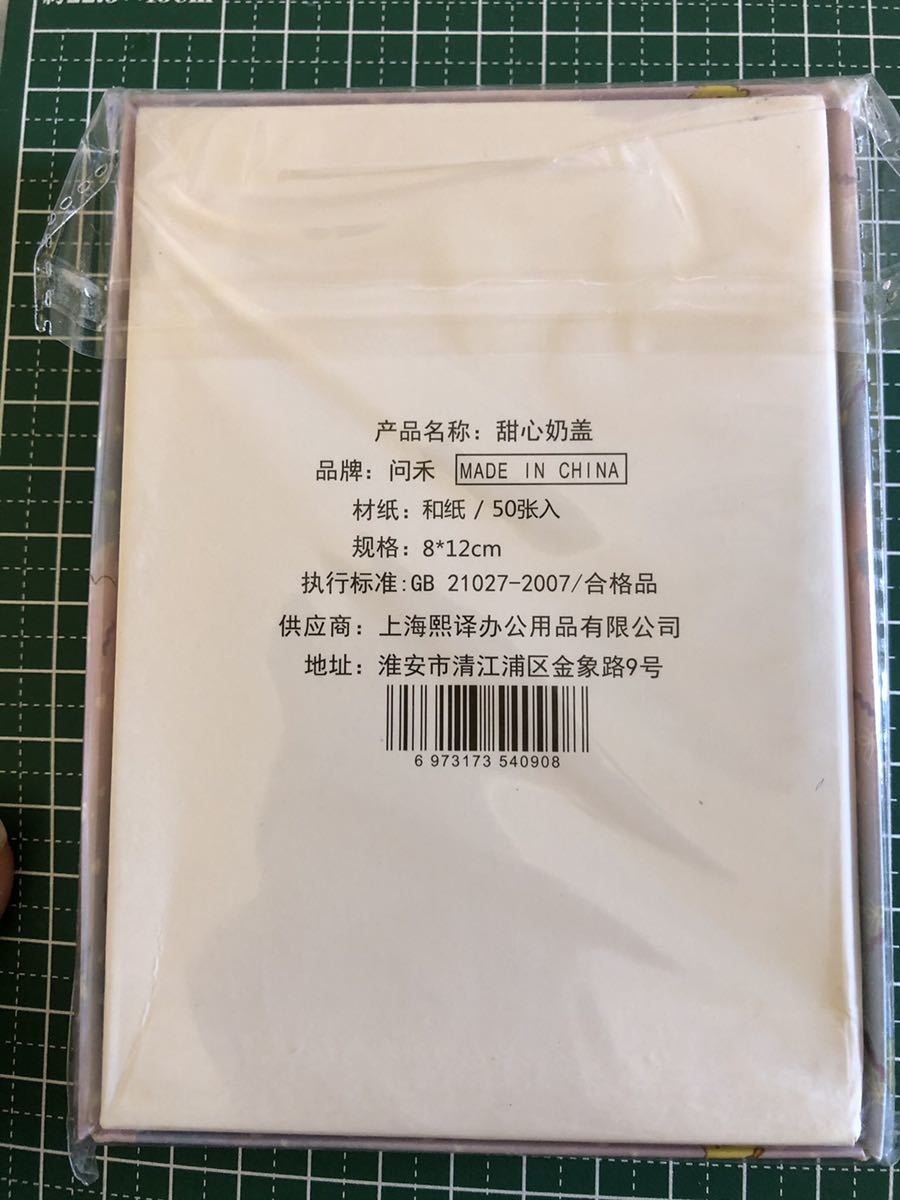 产品名称：甜心奶盖
品牌：问禾 MADE IN CHINA
材纸：和纸 / 50张入
规格：8*12cm
执行标准:GB 21027-2007/合格品
供应商：上海熙译办公用品有限公司
地址：淮安市清江浦区金象路9号
6 973173 540908